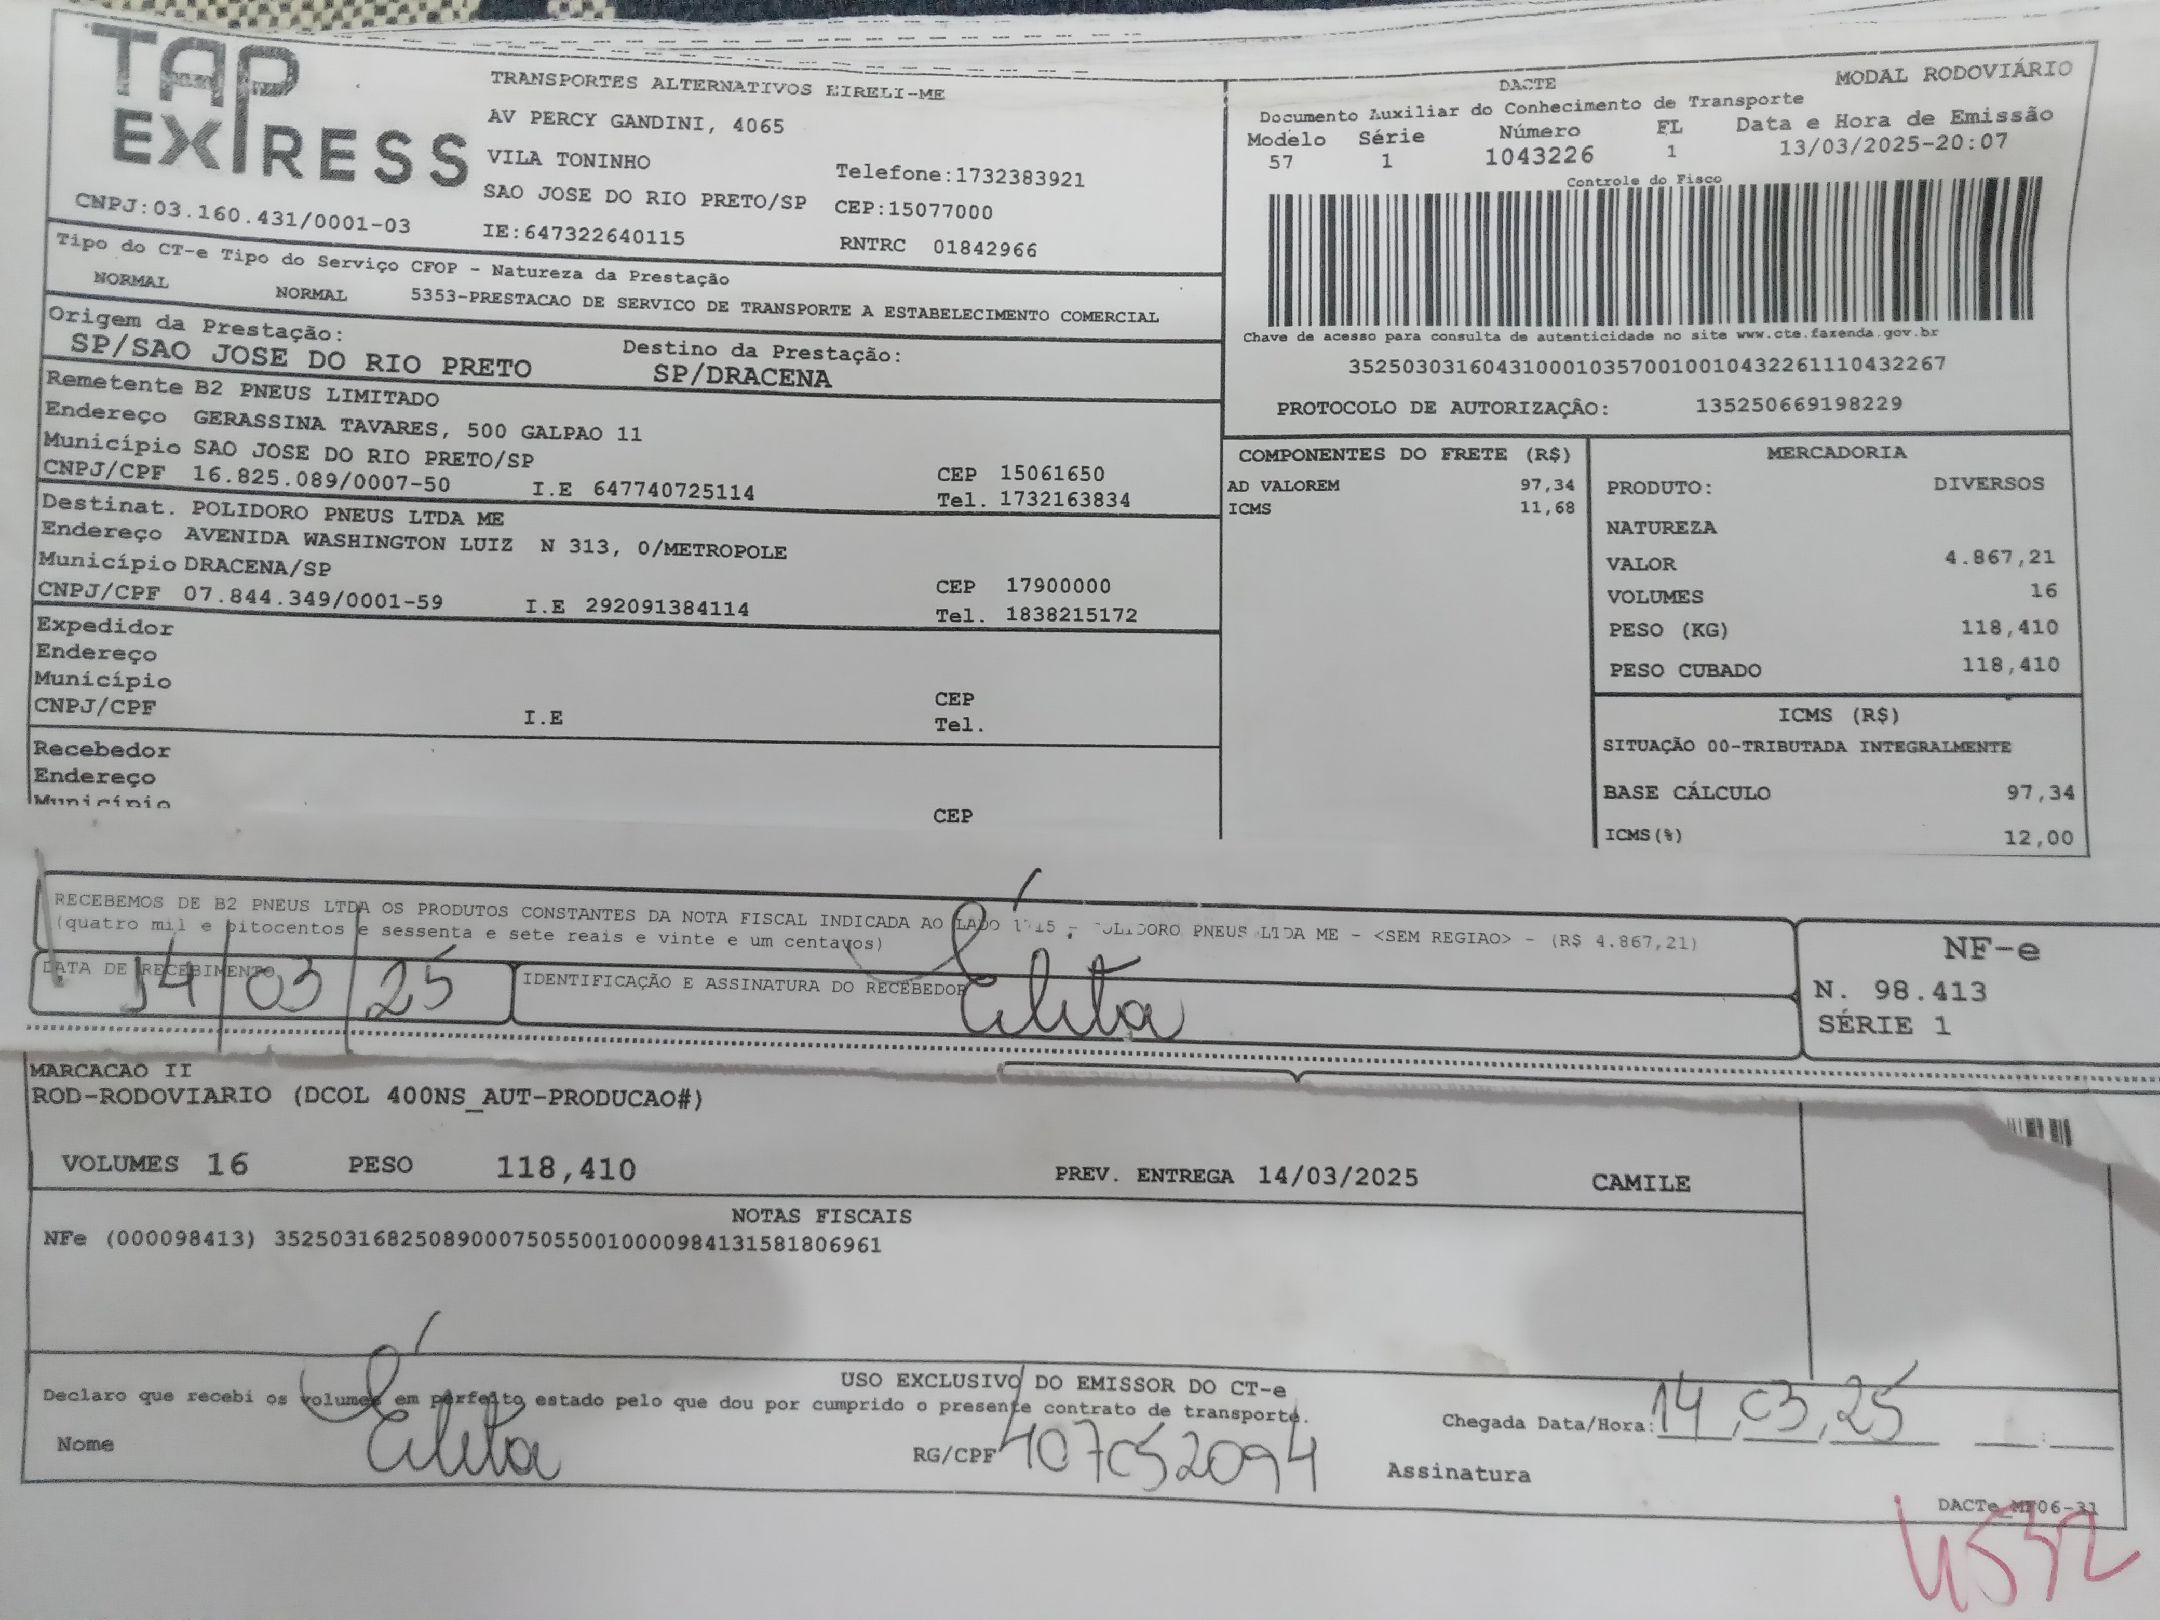 TAP EXPRESS
TRANSPORTES ALTERNATIVOS EIRELI-ME
AV PERCY GANDINI, 4065
VILA TONINHO
Telefone:1732383921
SAO JOSE DO RIO PRETO/SP CEP:15077000
CNPJ:03.160.431/0001-03 IE:647322640115 RNTRC 01842966
DACTE MODAL RODOVIÁRIO
Documento Auxiliar do Conhecimento de Transporte
Modelo Série Número FL Data e Hora de Emissão
57 1 1043226 1 13/03/2025-20:07
Controle do Fisco
Chave de acesso para consulta de autenticidade no site www.cte.fazenda.gov.br
35250303160431000103570010010432261110432267
PROTOCOLO DE AUTORIZAÇÃO: 135250669198229
Tipo do CT-e Tipo do Serviço CFOP - Natureza da Prestação
NORMAL NORMAL 5353-PRESTACAO DE SERVICO DE TRANSPORTE A ESTABELECIMENTO COMERCIAL
Origem da Prestação: Destino da Prestação:
SP/SAO JOSE DO RIO PRETO SP/DRACENA
Remetente B2 PNEUS LIMITADO
Endereço GERASSINA TAVARES, 500 GALPAO 11
Município SAO JOSE DO RIO PRETO/SP CEP 15061650
CNPJ/CPF 16.825.089/0007-50 I.E 647740725114 Tel. 1732163834
Destinat. POLIDORO PNEUS LTDA ME
Endereço AVENIDA WASHINGTON LUIZ N 313, 0/METROPOLE
Município DRACENA/SP CEP 17900000
CNPJ/CPF 07.844.349/0001-59 I.E 292091384114 Tel. 1838215172
Expedidor
Endereço
Município CEP
CNPJ/CPF I.E Tel.
Recebedor
Endereço
Município CEP
COMPONENTES DO FRETE (R$)
AD VALOREM 97,34
ICMS 11,68
MERCADORIA
PRODUTO: DIVERSOS
NATUREZA
VALOR 4.867,21
VOLUMES 16
PESO (KG) 118,410
PESO CUBADO 118,410
ICMS (R$)
SITUAÇÃO 00-TRIBUTADA INTEGRALMENTE
BASE CÁLCULO 97,34
ICMS(%) 12,00
RECEBEMOS DE B2 PNEUS LTDA OS PRODUTOS CONSTANTES DA NOTA FISCAL INDICADA AO LADO - POLIDORO PNEUS LTDA ME - <SEM REGIAO> - (R$ 4.867,21)
(quatro mil e oitocentos e sessenta e sete reais e vinte e um centavos)
DATA DE RECEBIMENTO 14/03/25
IDENTIFICAÇÃO E ASSINATURA DO RECEBEDOR
NF-e
N. 98.413
SÉRIE 1
MARCACAO II
ROD-RODOVIARIO (DCOL 400NS_AUT-PRODUCAO#)
VOLUMES 16 PESO 118,410 PREV. ENTREGA 14/03/2025 CAMILE
NOTAS FISCAIS
NFe (000098413) 35250316825089000750550010000984131581806961
USO EXCLUSIVO DO EMISSOR DO CT-e
Declaro que recebi os volumes em perfeito estado pelo que dou por cumprido o presente contrato de transporte.
Chegada Data/Hora: 14,03,25
Nome RG/CPF 407052094 Assinatura
DACTe_MF06-31